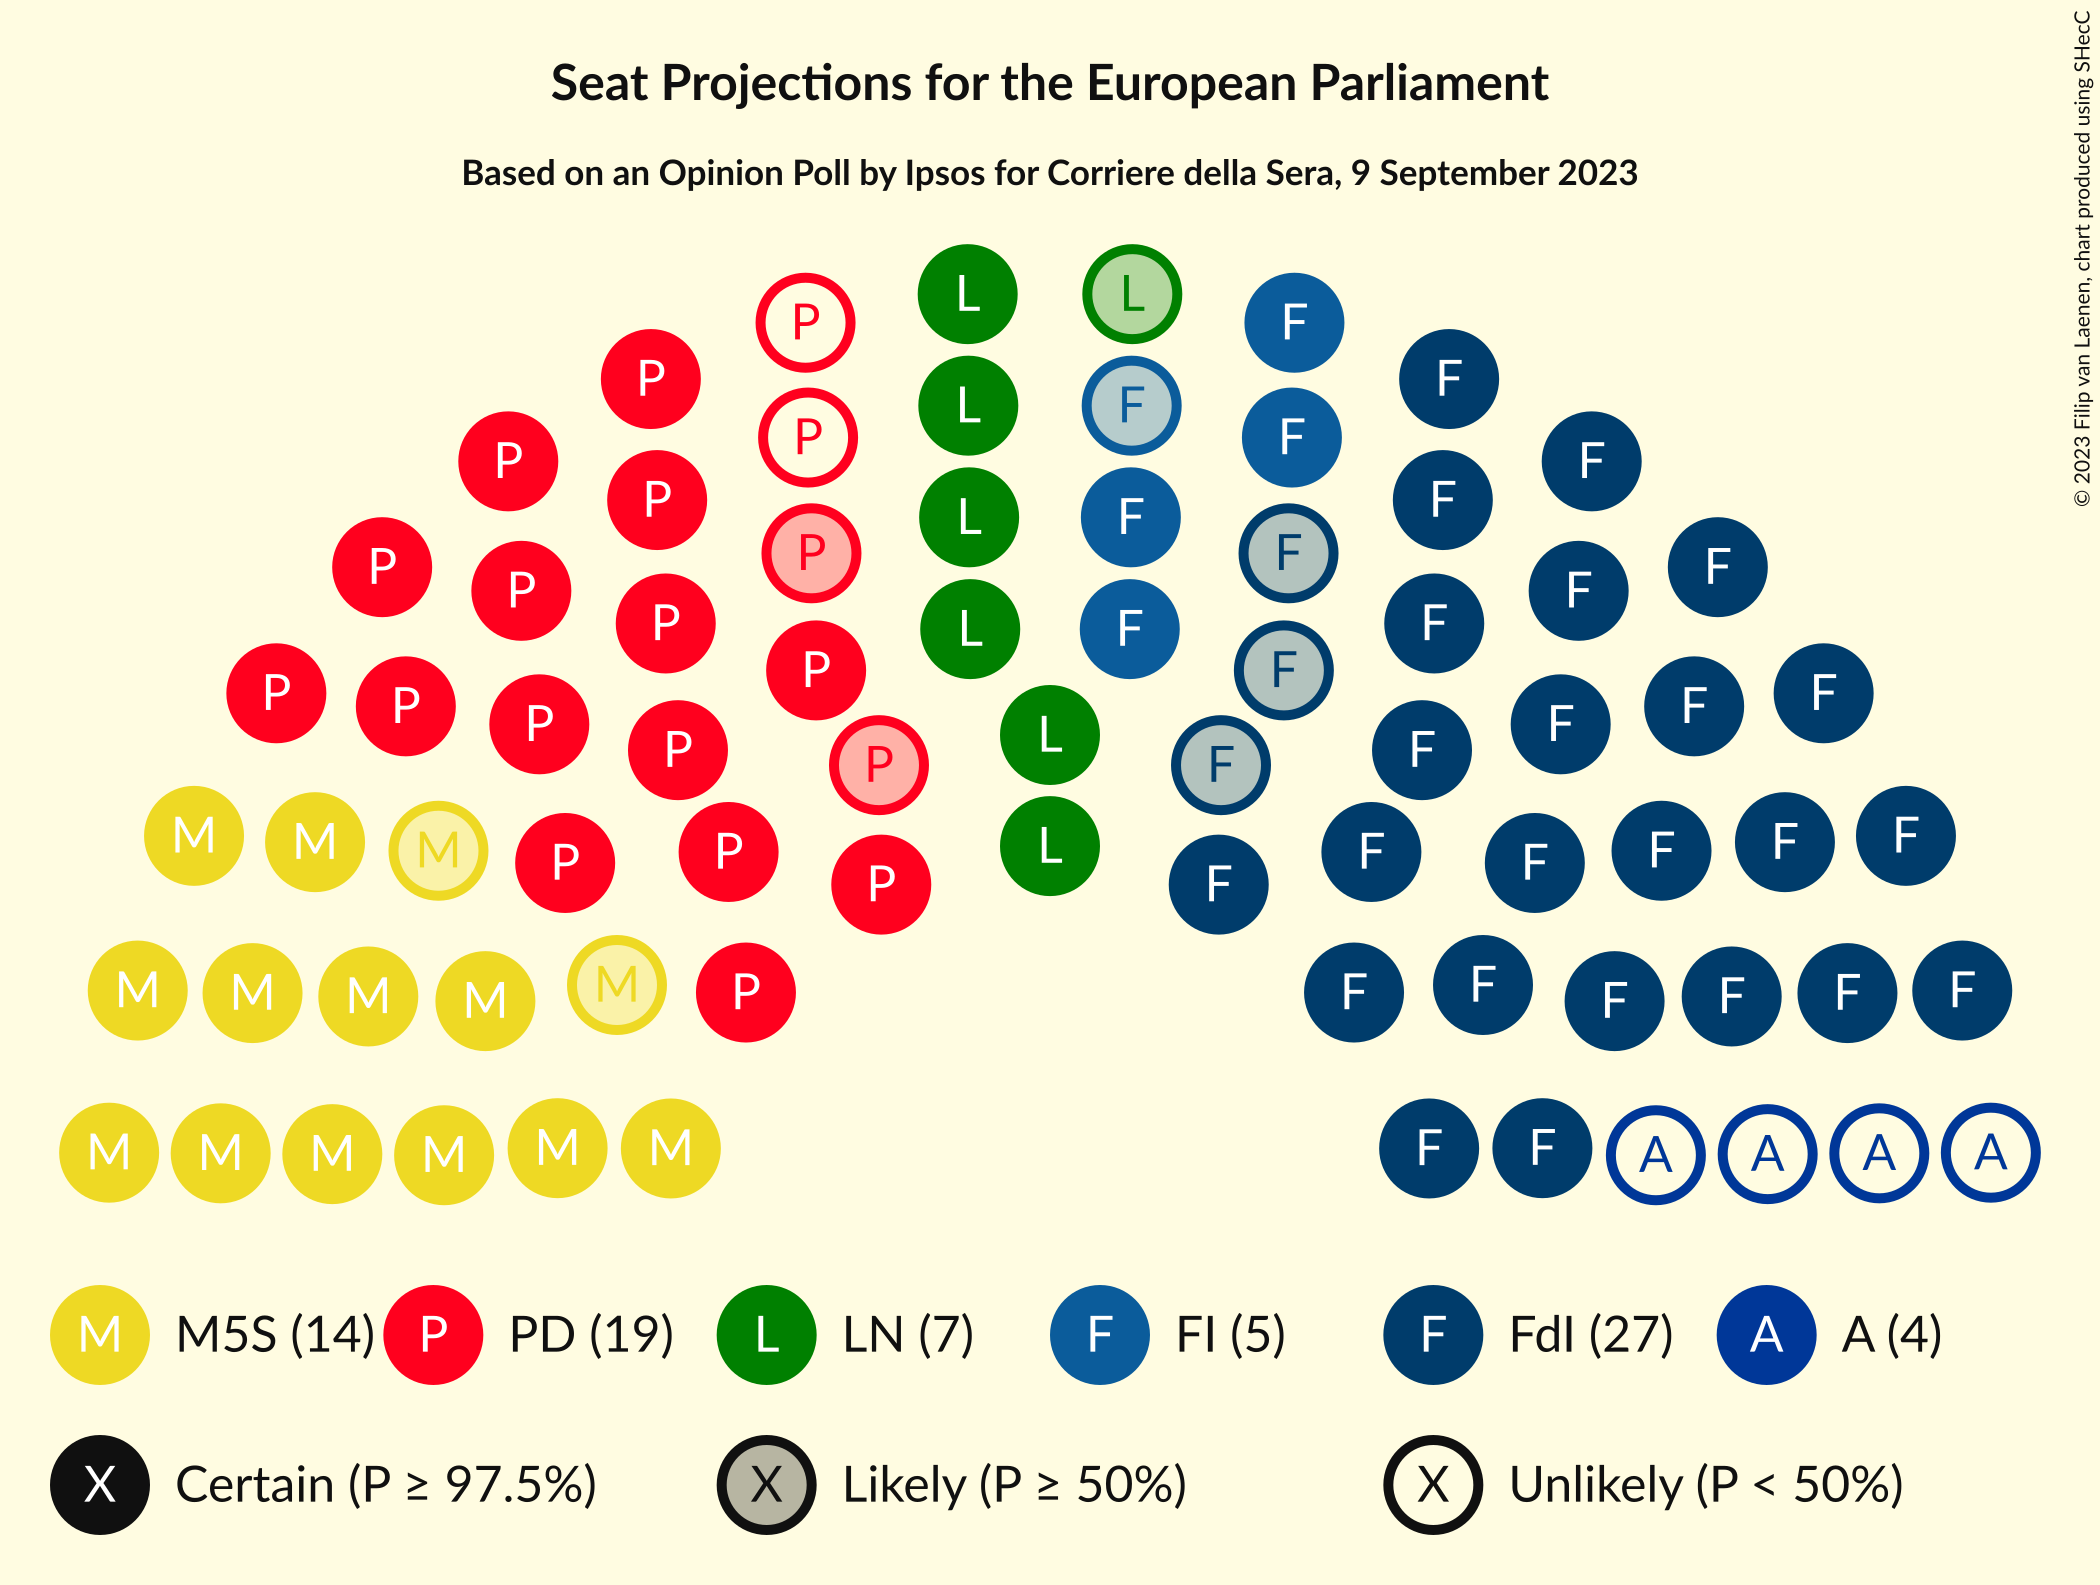 Seat Projections for the European Parliament
Based on an Opinion Poll by Ipsos for Corriere della Sera, 9 September 2023
© 2023 Filip van Laenen, chart produced using SHecC
L L
P F
P F
L F
P F
P F
P F
L F
P F
P F
P F
P F
P F
L F
P F
P F
P P P P F F F F
L
P F
M M M P P P L F F F F F F
M M M M M P F F F F F F
M M M M M M F F A A A A
M M5S (14) P PD (19) L LN (7) F FI (5) F FdI (27) A A (4)
X Certain (P ≥ 97.5%) X Likely (P ≥ 50%) X Unlikely (P < 50%)